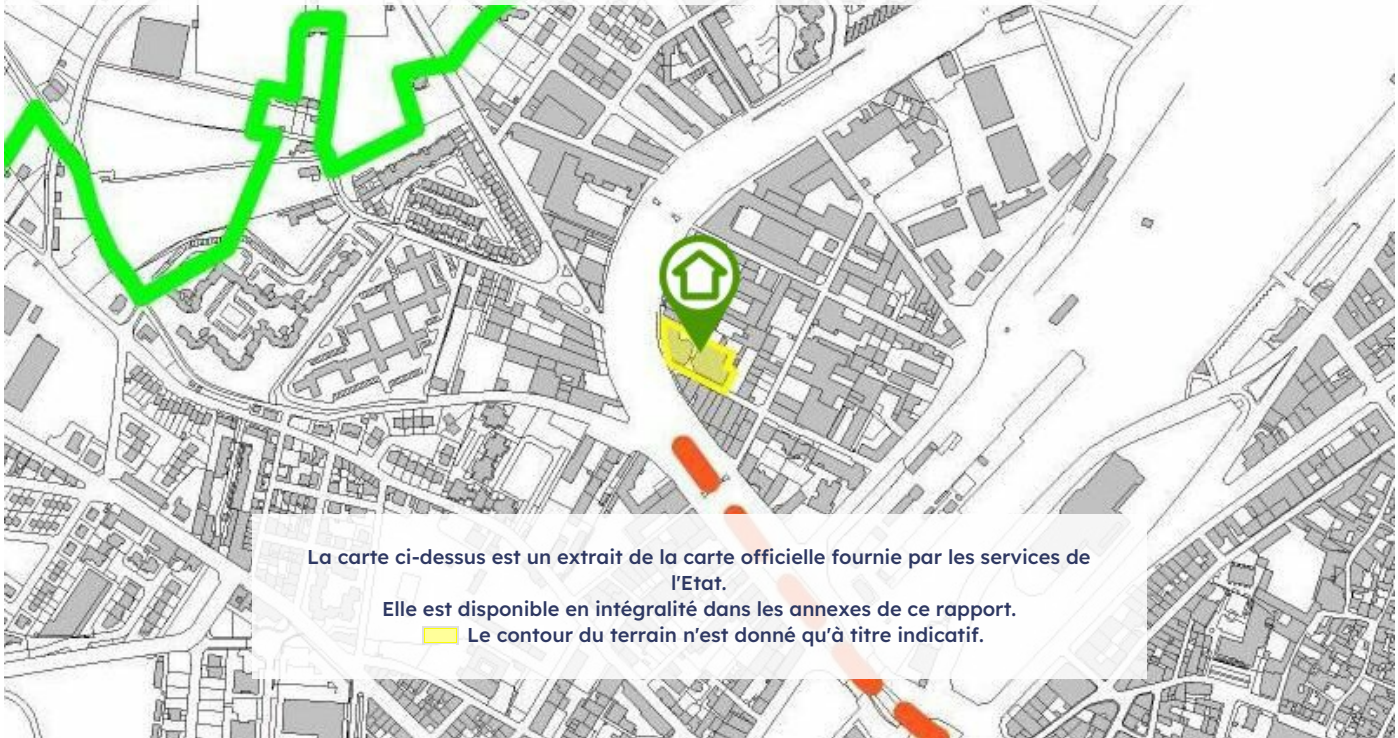 La carte ci-dessus est un extrait de la carte officielle fournie par les services de
l'Etat.
Elle est disponible en intégralité dans les annexes de ce rapport.
Le contour du terrain n'est donné qu'à titre indicatif.